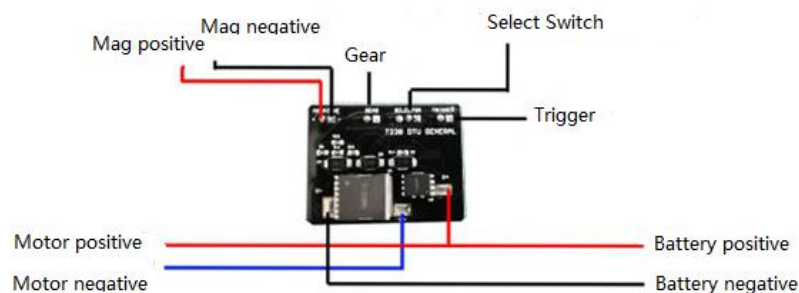 Select Switch
Mag negative
Mag positive
Gear
Trigger
T238 DTU GENERAL
Motor positive
Battery positive
Motor negative
Battery negative